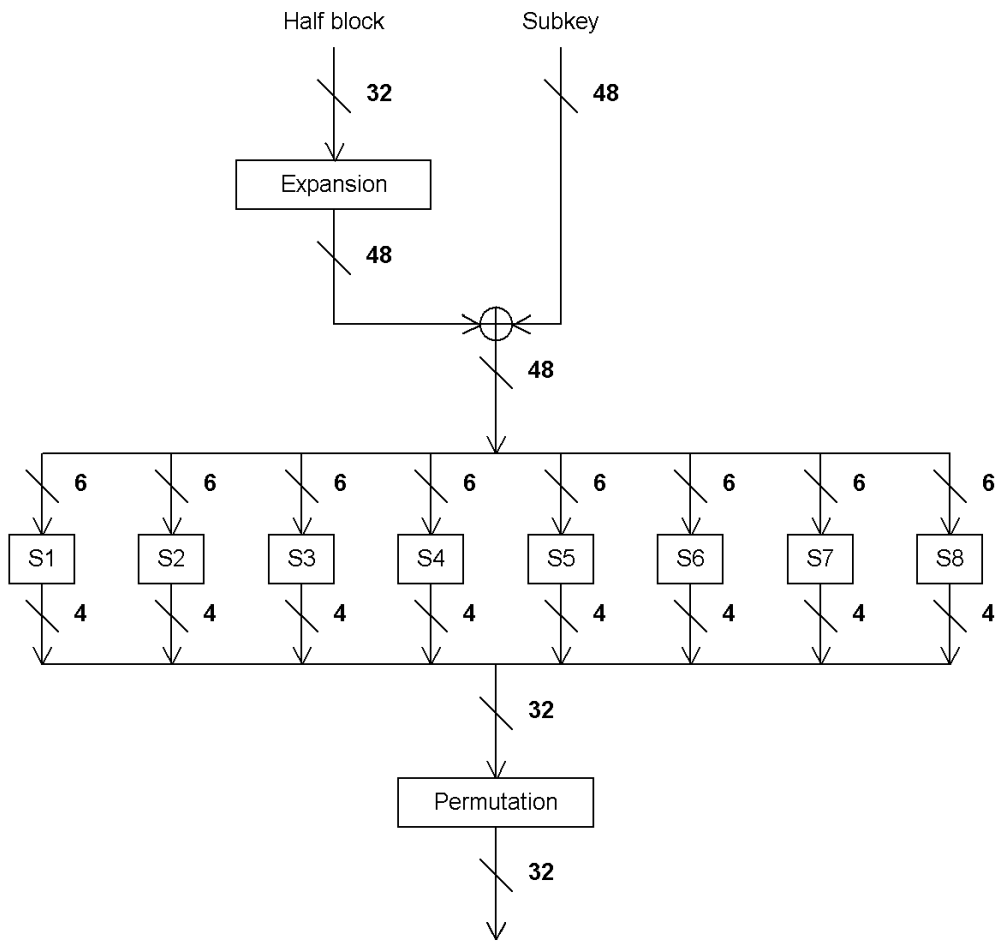 Half block Subkey
32 48
Expansion
48
48
6 6 6 6 6 6 6 6
S1 S2 S3 S4 S5 S6 S7 S8
4 4 4 4 4 4 4 4
32
Permutation
32